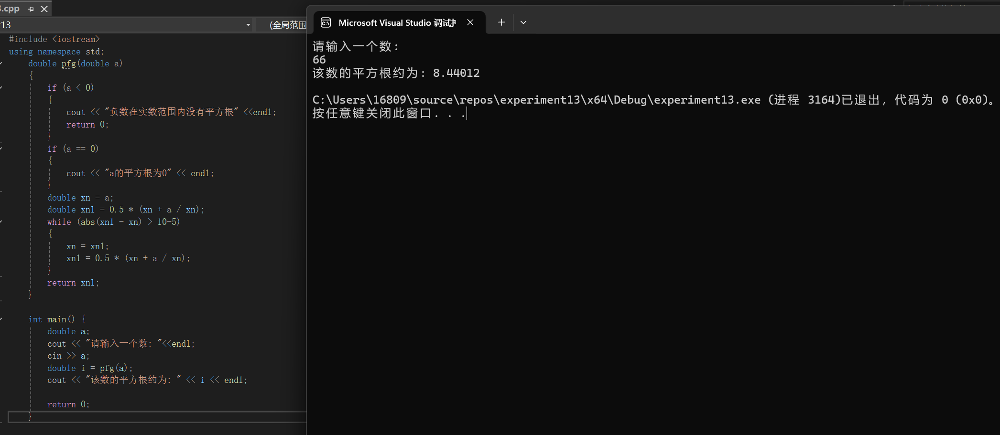 3.cpp
13
(全局范围
#include <iostream>
using namespace std;
double pfg(double a)
{
if (a < 0)
{
cout << "负数在实数范围内没有平方根" <<endl;
return 0;
}
if (a == 0)
{
cout << "a的平方根为0" << endl;
}
double xn = a;
double xn1 = 0.5 * (xn + a / xn);
while (abs(xn1 - xn) > 10-5)
{
xn = xn1;
xn1 = 0.5 * (xn + a / xn);
}
return xn1;
}
int main() {
double a;
cout << "请输入一个数: "<<endl;
cin >> a;
double i = pfg(a);
cout << "该数的平方根约为: " << i << endl;
return 0;
}
Microsoft Visual Studio 调试控
请输入一个数:
66
该数的平方根约为: 8.44012
C:\Users\16809\source\repos\experiment13\x64\Debug\experiment13.exe (进程 3164)已退出, 代码为 0 (0x0)。
按任意键关闭此窗口. . .